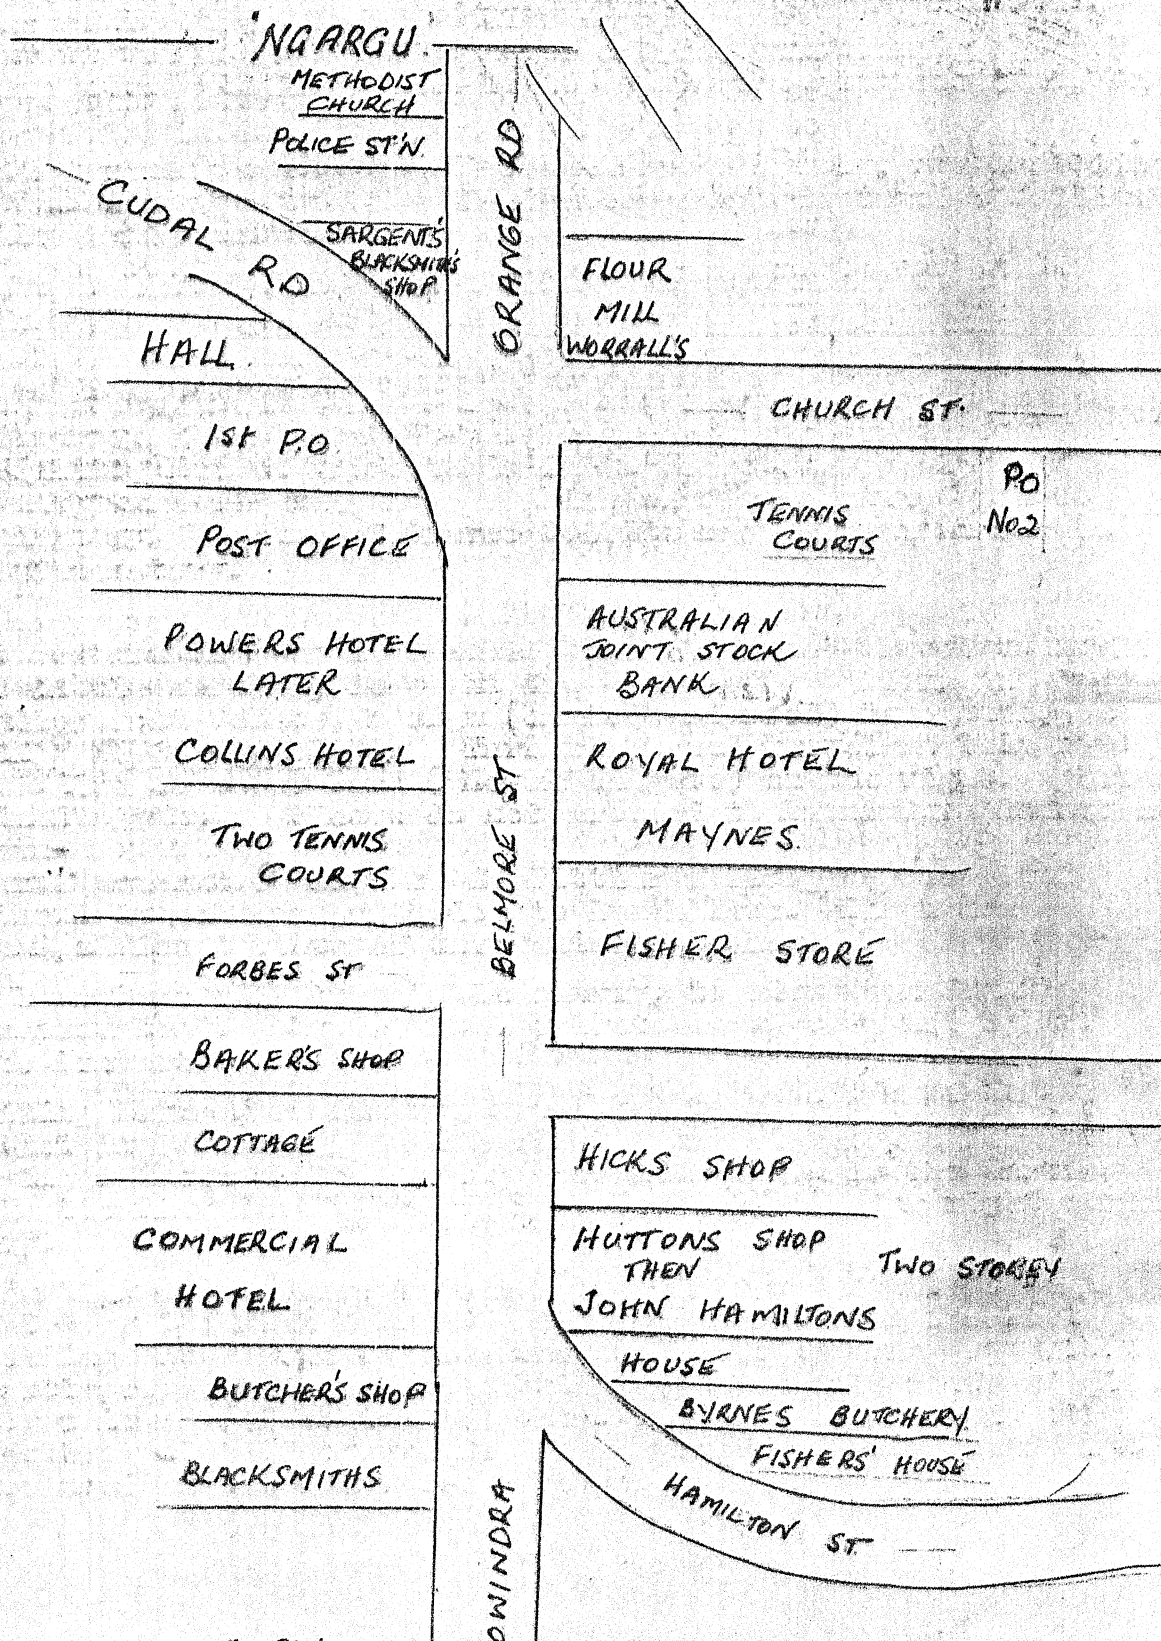 'NGARGU'
METHODIST
CHURCH
POLICE ST'N.
CUDAL RD
SARGENT'S
BLACKSMITH'S
SHOP
ORANGE RD
FLOUR
MILL
WORRALL'S
HALL.
CHURCH ST.
1st P.O.
POST OFFICE
TENNIS
COURTS
PO
No2
POWERS HOTEL
LATER
COLLINS HOTEL
AUSTRALIAN
JOINT STOCK
BANK
ROYAL HOTEL
MAYNES.
TWO TENNIS
COURTS
BELMORE ST.
FISHER STORE
FORBES ST
BAKER'S SHOP
COTTAGE
COMMERCIAL
HOTEL
BUTCHER'S SHOP
BLACKSMITHS
HICKS SHOP
HUTTONS SHOP
THEN
JOHN HAMILTONS
TWO STOREY
HOUSE
BYRNES BUTCHERY
FISHERS' HOUSE
HAMILTON ST.
OWINDRA